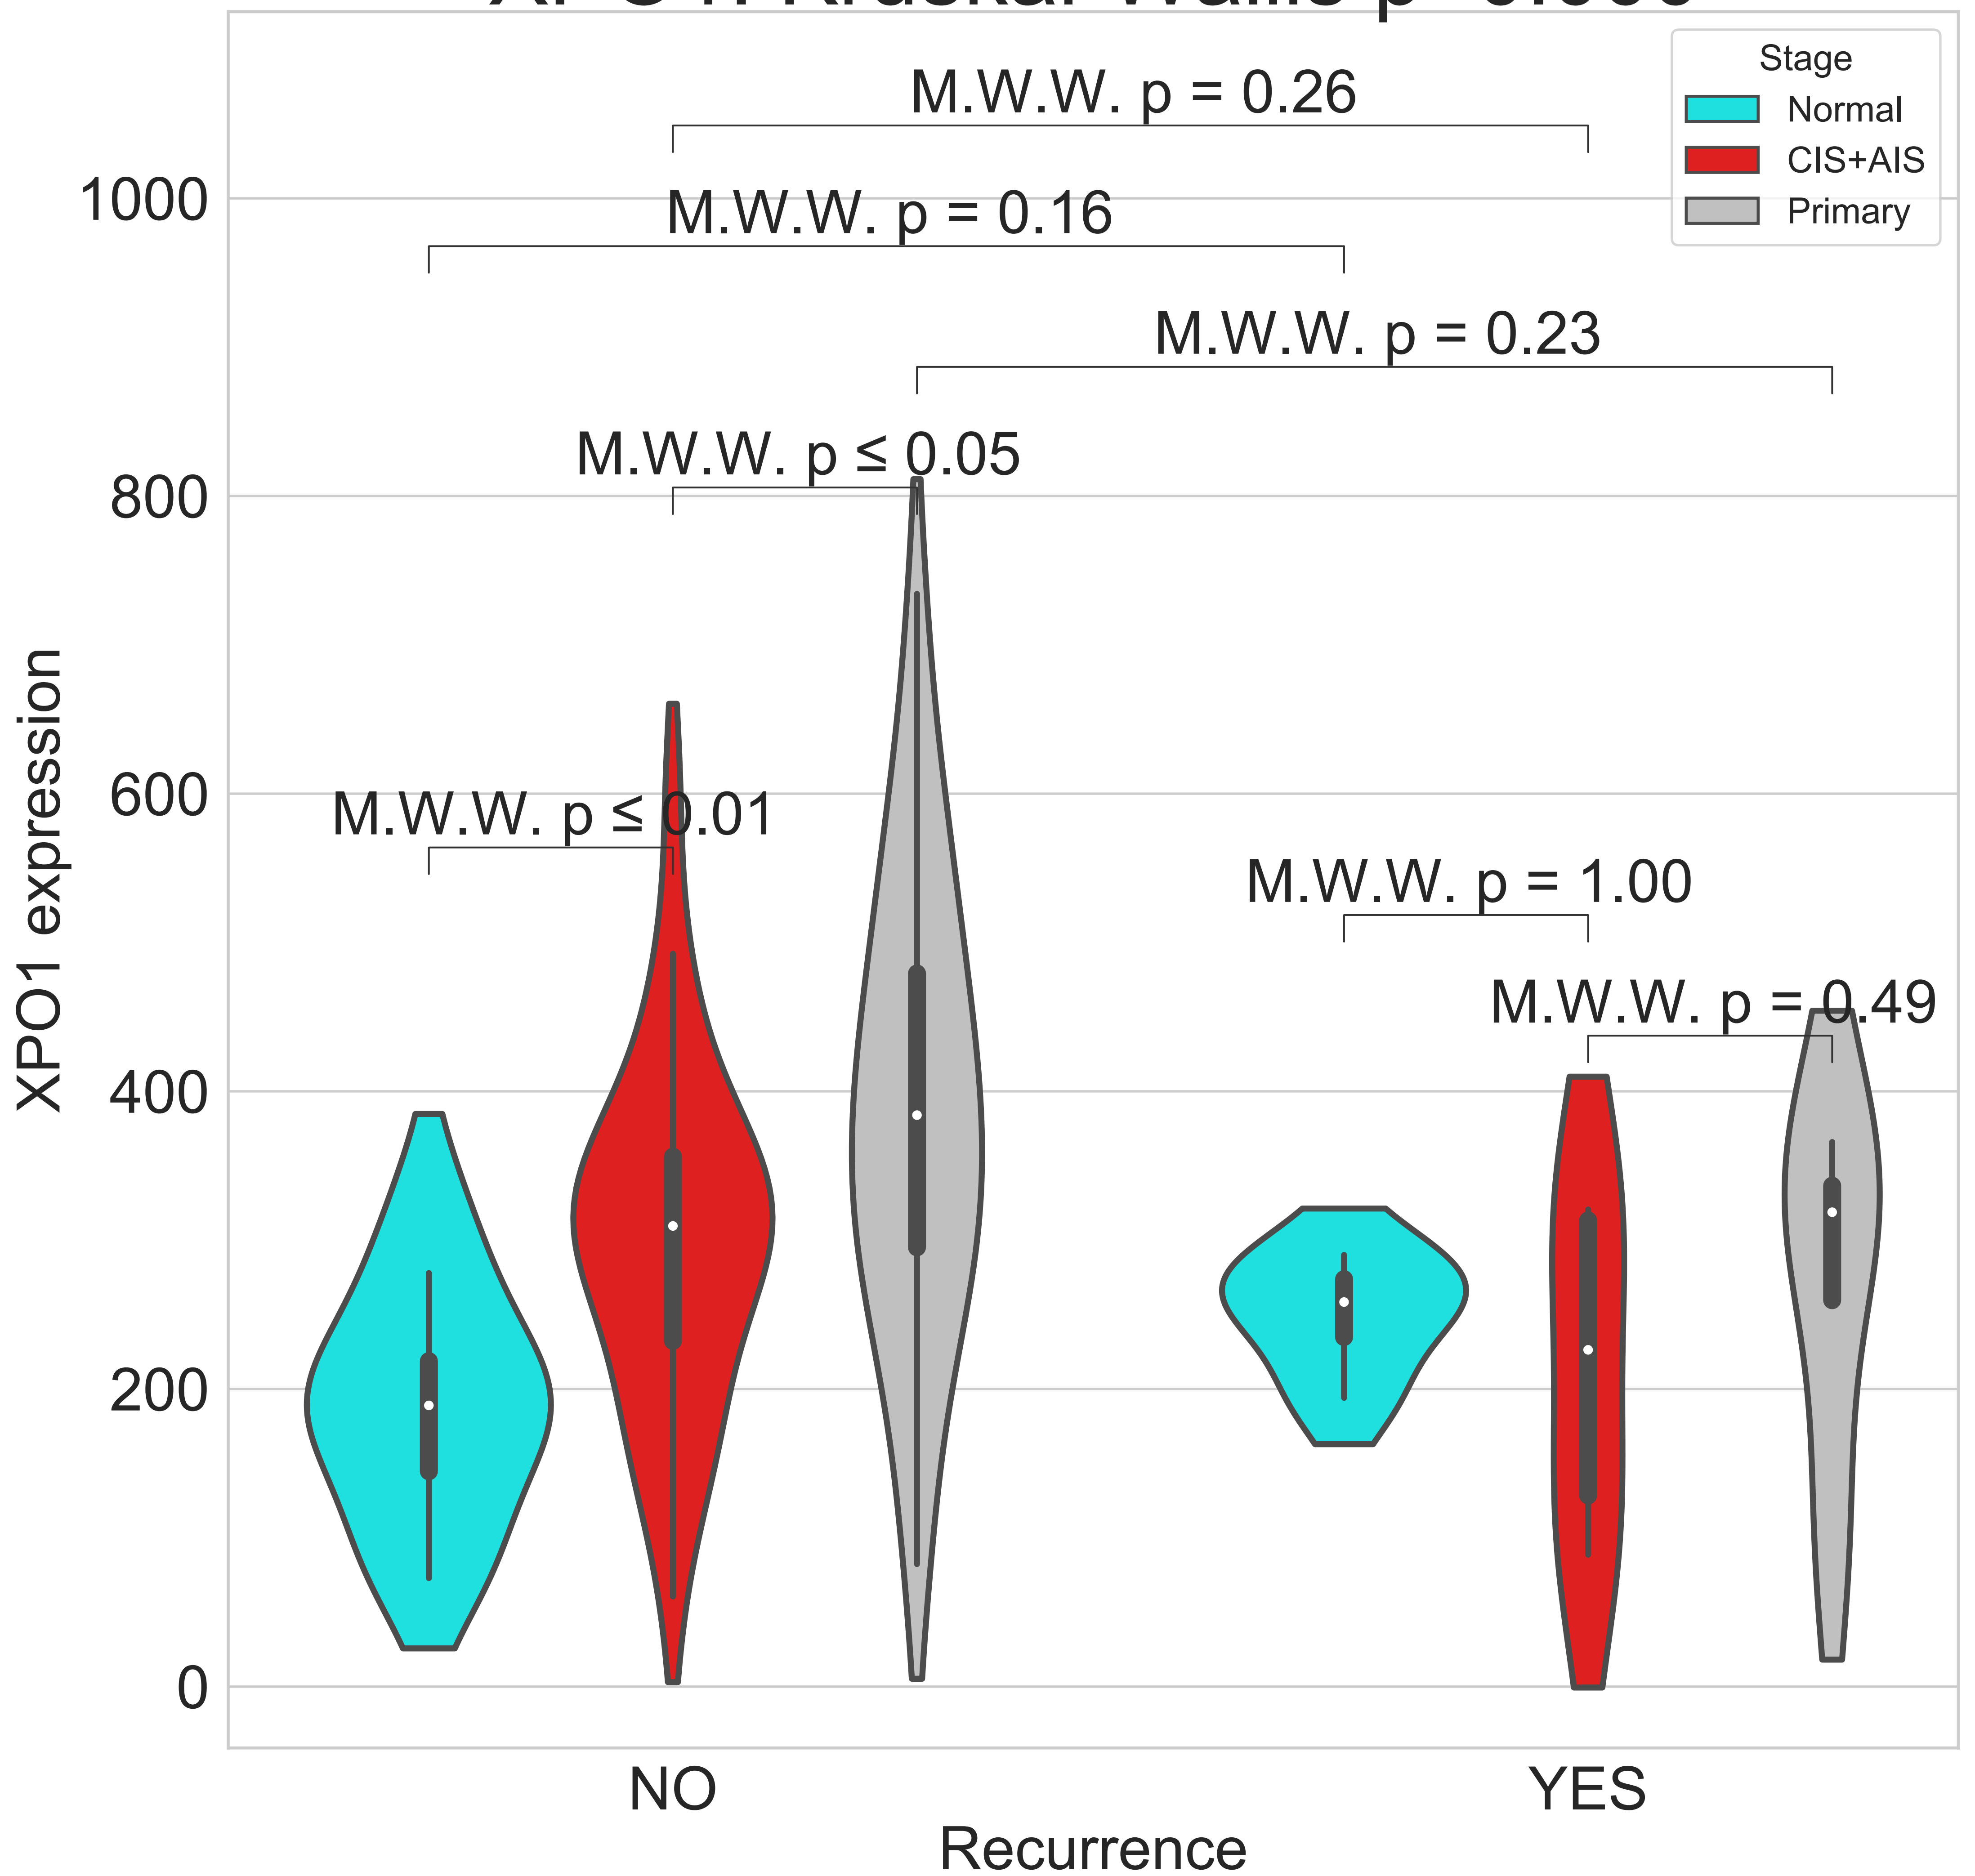 M.W.W. p = 0.26
Stage
Normal
CIS+AIS
Primary
M.W.W. p = 0.16
M.W.W. p = 0.23
M.W.W. p ≤ 0.05
M.W.W. p ≤ 0.01
M.W.W. p = 1.00
M.W.W. p = 0.49
1000
800
600
400
200
0
XPO1 expression
NO
YES
Recurrence